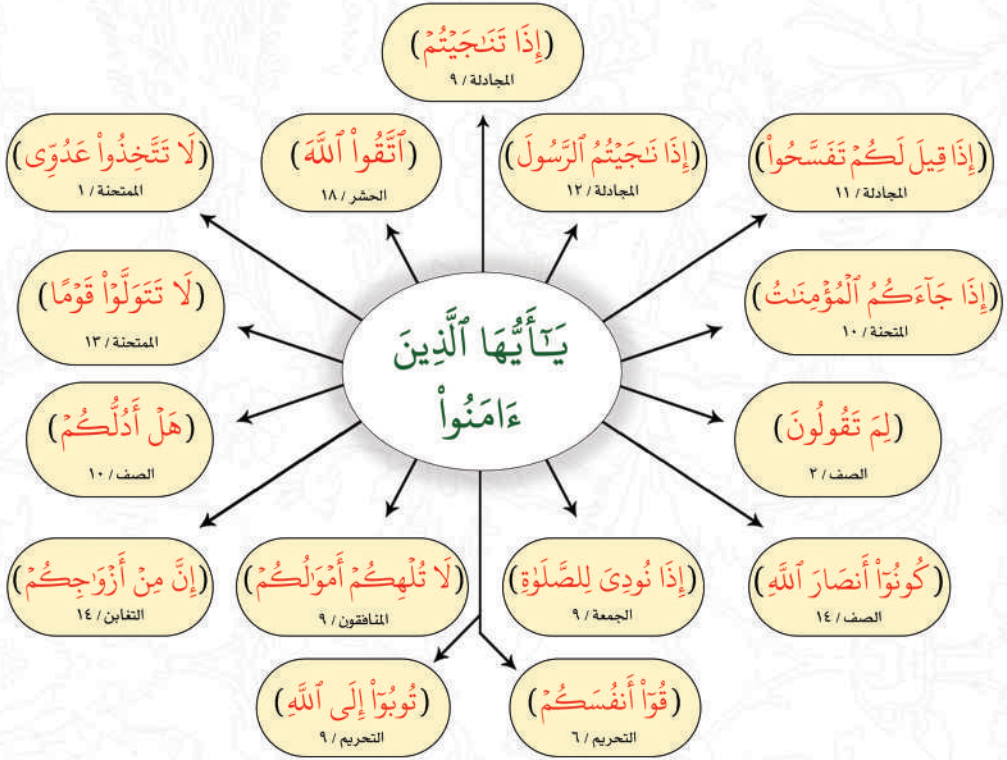 (إِذَا تَنَٰجَيْتُمْ)
المجادلة / ٩
(إِذَا قِيلَ لَكُمْ تَفَسَّحُوا۟)
المجادلة / ١١
(إِذَا نَٰجَيْتُمُ ٱلرَّسُولَ)
المجادلة / ١٢
(ٱتَّقُوا۟ ٱللَّهَ)
الحشر / ١٨
(لَا تَتَّخِذُوا۟ عَدُوِّى)
الممتحنة / ١
(إِذَا جَآءَكُمُ ٱلْمُؤْمِنَٰتُ)
المتحنة / ١٠
(لَا تَتَوَلَّوْا۟ قَوْمًا)
الممتحنة / ١٣
يَٰٓأَيُّهَا ٱلَّذِينَ
ءَامَنُوا۟
(لِمَ تَقُولُونَ)
الصف / ٢
(هَلْ أَدُلُّكُمْ)
الصف / ١٠
(كُونُوٓا۟ أَنصَارَ ٱللَّهِ)
الصف / ١٤
(إِذَا نُودِىَ لِلصَّلَوٰةِ)
الجمعة / ٩
(لَا تُلْهِكُمْ أَمْوَٰلُكُمْ)
المنافقون / ٩
(إِنَّ مِنْ أَزْوَٰجِكُمْ)
التغابن / ١٤
(قُوٓا۟ أَنفُسَكُمْ)
التحريم / ٦
(تُوبُوٓا۟ إِلَى ٱللَّهِ)
التحريم / ٩